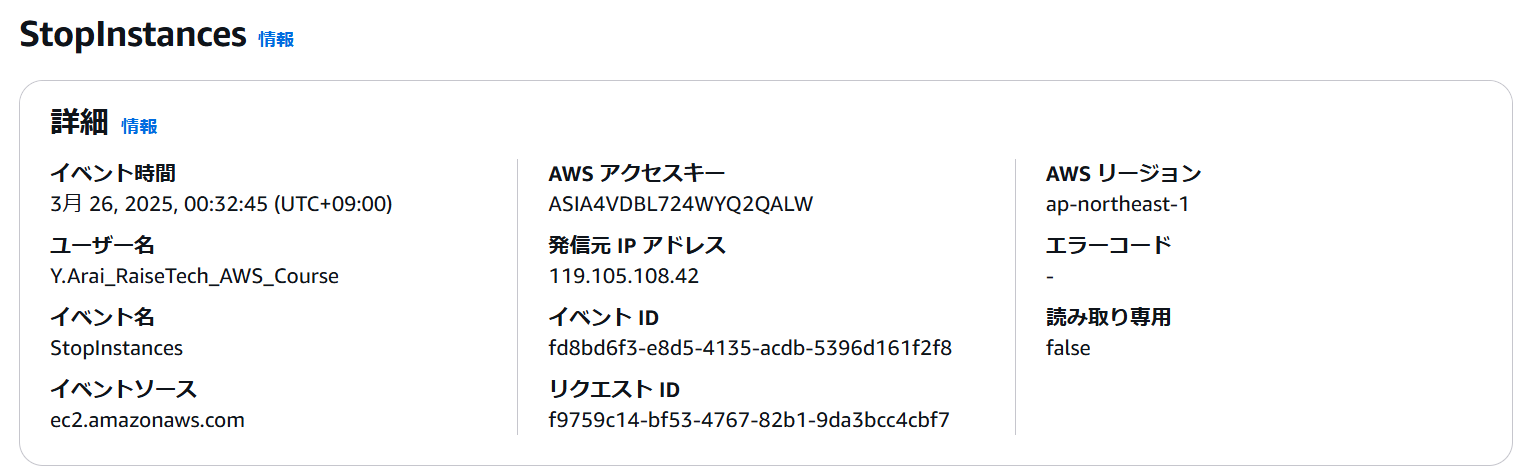 StopInstances 情報
詳細 情報
イベント時間
3月 26, 2025, 00:32:45 (UTC+09:00)
ユーザー名
Y.Arai_RaiseTech_AWS_Course
イベント名
StopInstances
イベントソース
ec2.amazonaws.com
AWS アクセスキー
ASIA4VDBL724WYQ2QALW
発信元 IP アドレス
119.105.108.42
イベント ID
fd8bd6f3-e8d5-4135-acdb-5396d161f2f8
リクエスト ID
f9759c14-bf53-4767-82b1-9da3bcc4cbf7
AWS リージョン
ap-northeast-1
エラーコード
-
読み取り専用
false